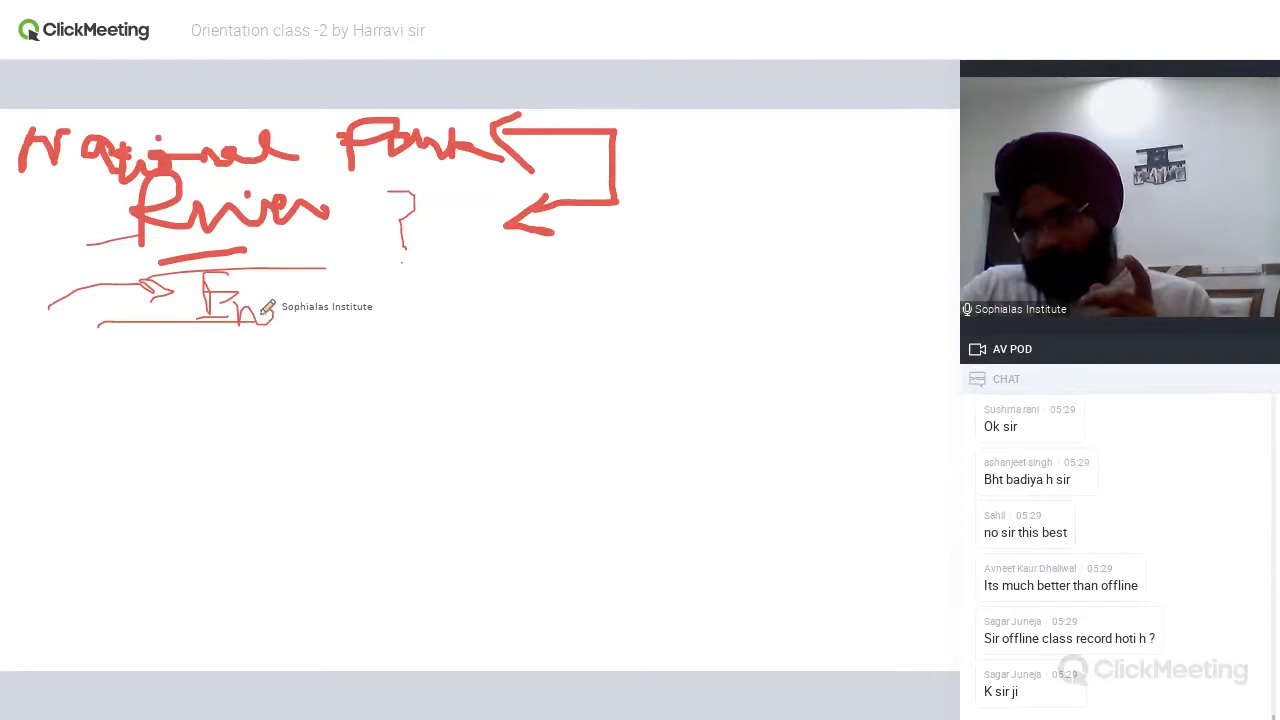 ClickMeeting
Orientation class -2 by Harravi sir
National Park
River ?
En
Sophialas Institute
Sophialas Institute
AV POD
CHAT
Sushma rani · 05:29
Ok sir
ashanjeet singh · 05:29
Bht badiya h sir
Sahil · 05:29
no sir this best
Avneet Kaur Dhaliwal · 05:29
Its much better than offline
Sagar Juneja · 05:29
Sir offline class record hoti h ?
Sagar Juneja · 05:29
K sir ji
ClickMeeting